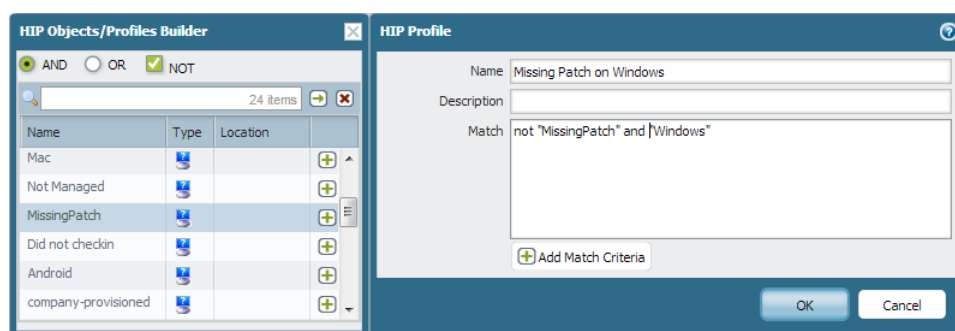 HIP Objects/Profiles Builder
AND OR NOT
24 items
Name Type Location
Mac
Not Managed
MissingPatch
Did not checkin
Android
company-provisioned
HIP Profile
Name Missing Patch on Windows
Description
Match not "MissingPatch" and "Windows"
Add Match Criteria
OK Cancel